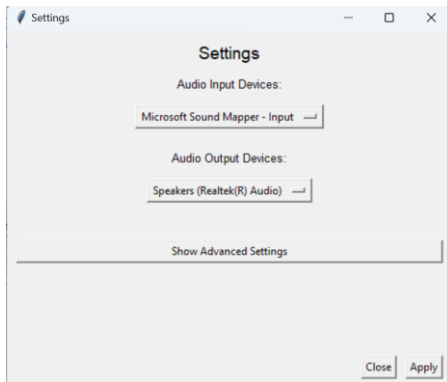 Settings
Settings
Audio Input Devices:
Microsoft Sound Mapper - Input
Audio Output Devices:
Speakers (Realtek(R) Audio)
Show Advanced Settings
Close Apply